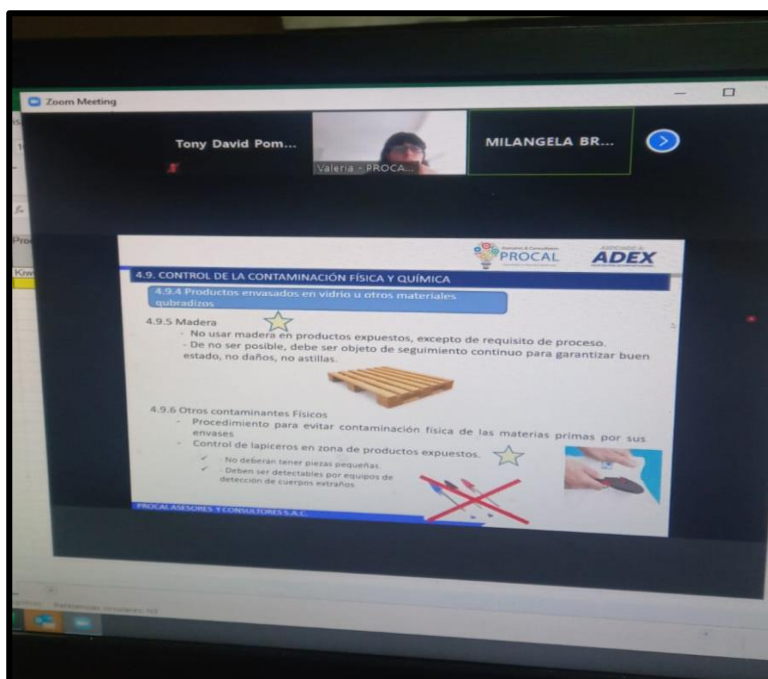 Zoom Meeting
Tony David Pom...
Valeria - PROCA...
MILANGELA BR...
PROCAL
ADEX
4.9. CONTROL DE LA CONTAMINACIÓN FÍSICA Y QUÍMICA
4.9.4 Productos envasados en vidrio u otros materiales
qubradizos
4.9.5 Madera
- No usar madera en productos expuestos, excepto de requisito de proceso.
- De no ser posible, debe ser objeto de seguimiento continuo para garantizar buen
estado, no daños, no astillas.
4.9.6 Otros contaminantes Físicos
- Procedimiento para evitar contaminación física de las materias primas por sus
envases
- Control de lapiceros en zona de productos expuestos.
✓ - No deberán tener piezas pequeñas.
✓ - Deben ser detectables por equipos de
detección de cuerpos extraños
PROCAL ASESORES Y CONSULTORES S.A.C.